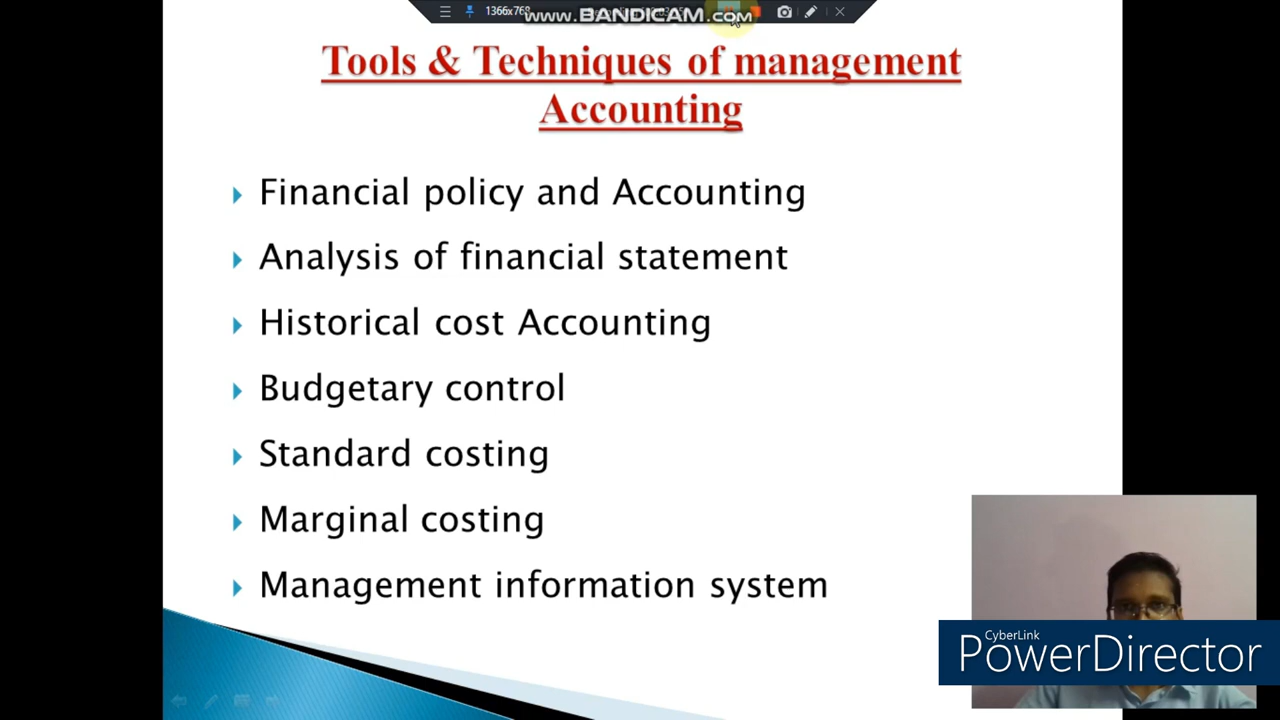 1366x768
www.BANDICAM.com
Tools & Techniques of management
Accounting
Financial policy and Accounting
Analysis of financial statement
Historical cost Accounting
Budgetary control
Standard costing
Marginal costing
Management information system
CyberLink
PowerDirector